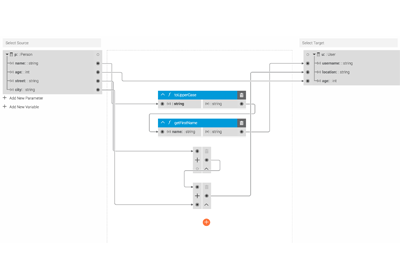 Select Source
p : Person
name : string
age : int
street : string
city : string
+ Add New Parameter
+ Add New Variable
toUpperCase
string
: string
getFirstName
name : string
: string
Select Target
u : User
username : string
location : string
age : int